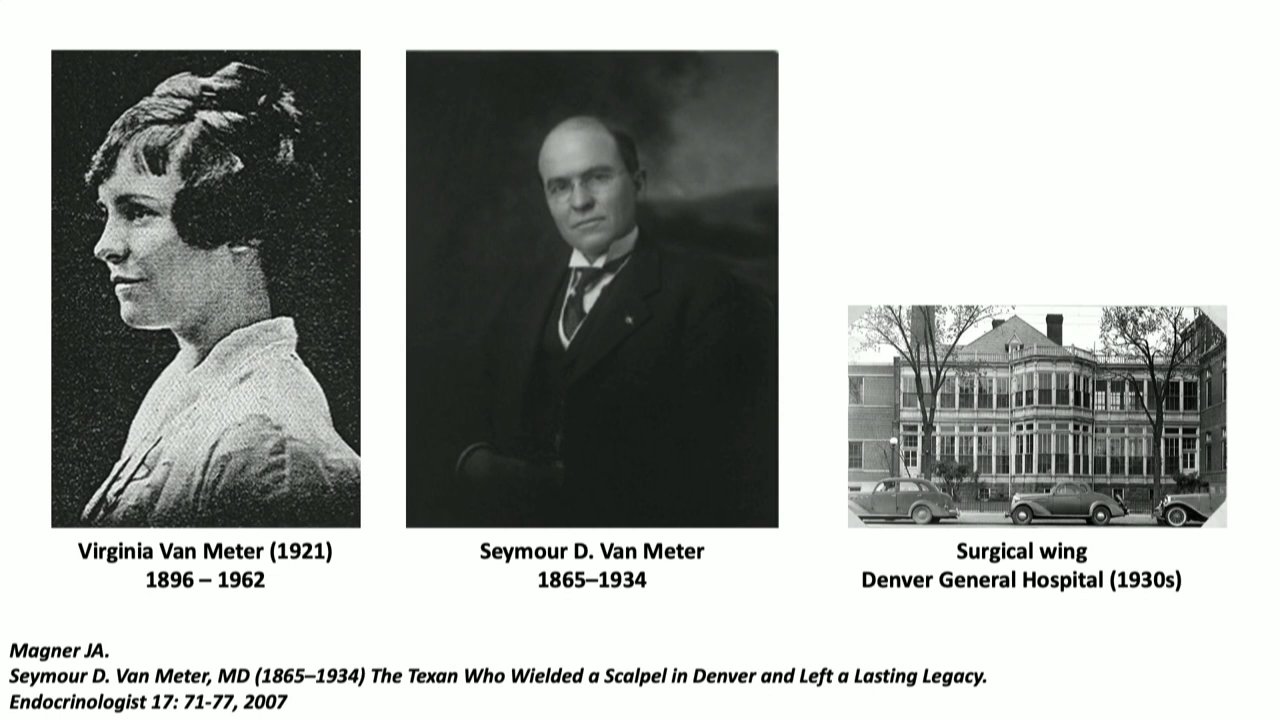 Virginia Van Meter (1921)
1896 – 1962
Seymour D. Van Meter
1865–1934
Surgical wing
Denver General Hospital (1930s)
Magner JA.
Seymour D. Van Meter, MD (1865–1934) The Texan Who Wielded a Scalpel in Denver and Left a Lasting Legacy.
Endocrinologist 17: 71-77, 2007